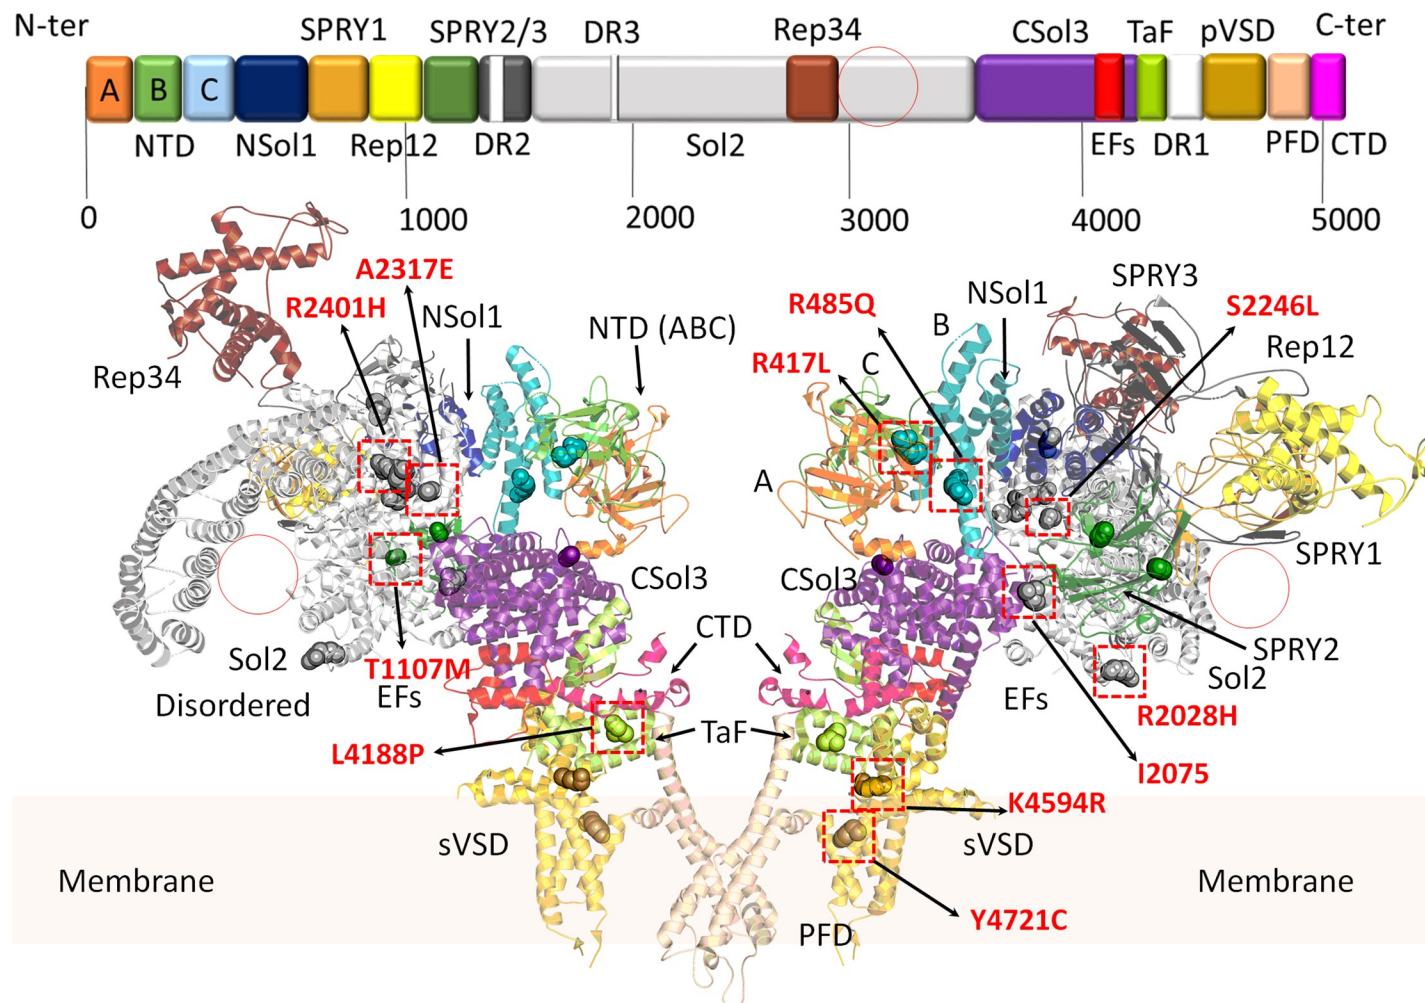 N-ter
SPRY1
SPRY2/3
DR3
Rep34
CSol3
TaF
pVSD
C-ter
A
B
C
NTD
NSol1
Rep12
DR2
Sol2
EFs
DR1
PFD
CTD
0
1000
2000
3000
4000
5000
A2317E
R2401H
NSol1
NTD (ABC)
Rep34
R485Q
R417L
B
C
A
NSol1
SPRY3
S2246L
Rep12
CSol3
CSol3
SPRY1
SPRY2
Sol2
Disordered
T1107M
EFs
CTD
EFs
Sol2
R2028H
L4188P
TaF
I2075
K4594R
sVSD
sVSD
Membrane
Membrane
Y4721C
PFD